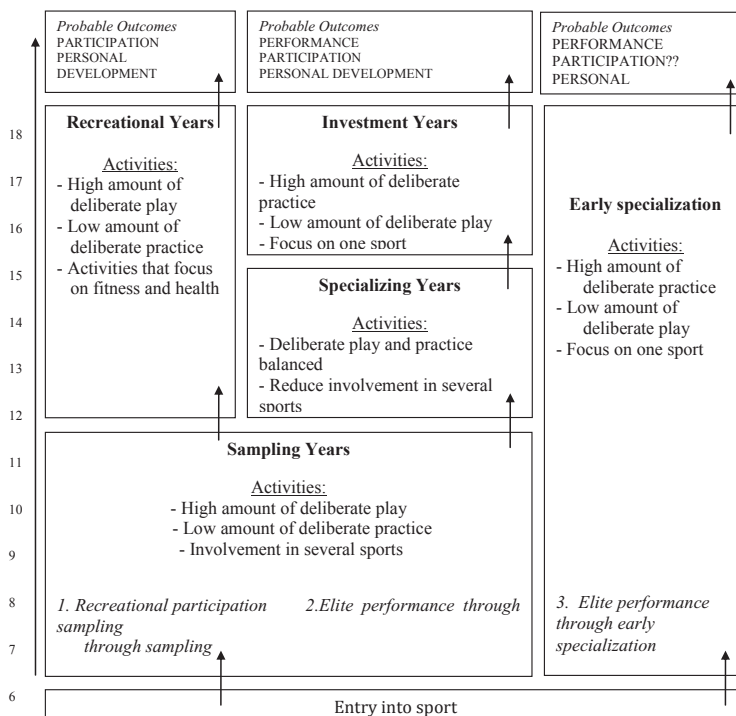 Probable Outcomes
PARTICIPATION
PERSONAL
DEVELOPMENT
Probable Outcomes
PERFORMANCE
PARTICIPATION
PERSONAL DEVELOPMENT
Probable Outcomes
PERFORMANCE
PARTICIPATION??
PERSONAL
18
17
16
15
14
13
12
11
10
9
8
7
6
Recreational Years
Activities:
- High amount of
deliberate play
- Low amount of
deliberate practice
- Activities that focus
on fitness and health
Investment Years
Activities:
- High amount of deliberate
practice
- Low amount of deliberate play
- Focus on one sport
Specializing Years
Activities:
- Deliberate play and practice
balanced
- Reduce involvement in several
sports
Early specialization
Activities:
- High amount of
deliberate practice
- Low amount of
deliberate play
- Focus on one sport
Sampling Years
Activities:
- High amount of deliberate play
- Low amount of deliberate practice
- Involvement in several sports
1. Recreational participation 2.Elite performance through
sampling
through sampling
3. Elite performance
through early
specialization
Entry into sport